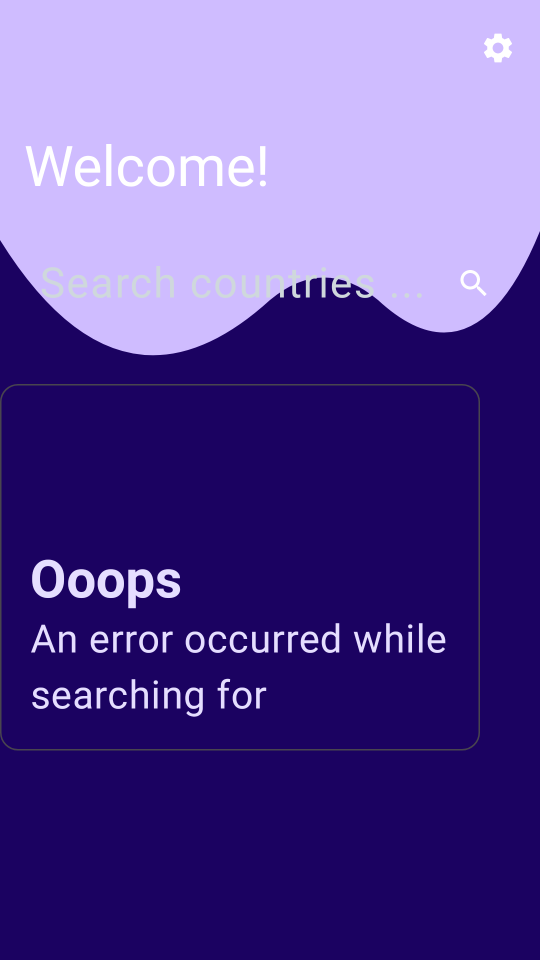 Welcome!
Search countries ...
Ooops
An error occurred while
searching for